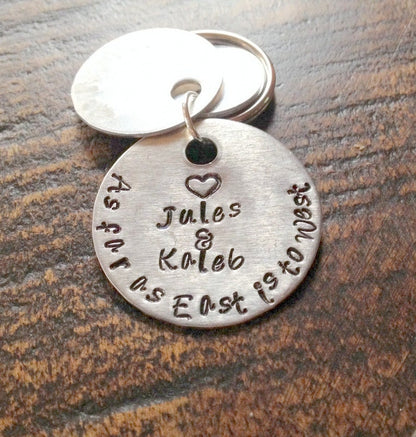 Jules
&
Kaleb
As far as East is to West